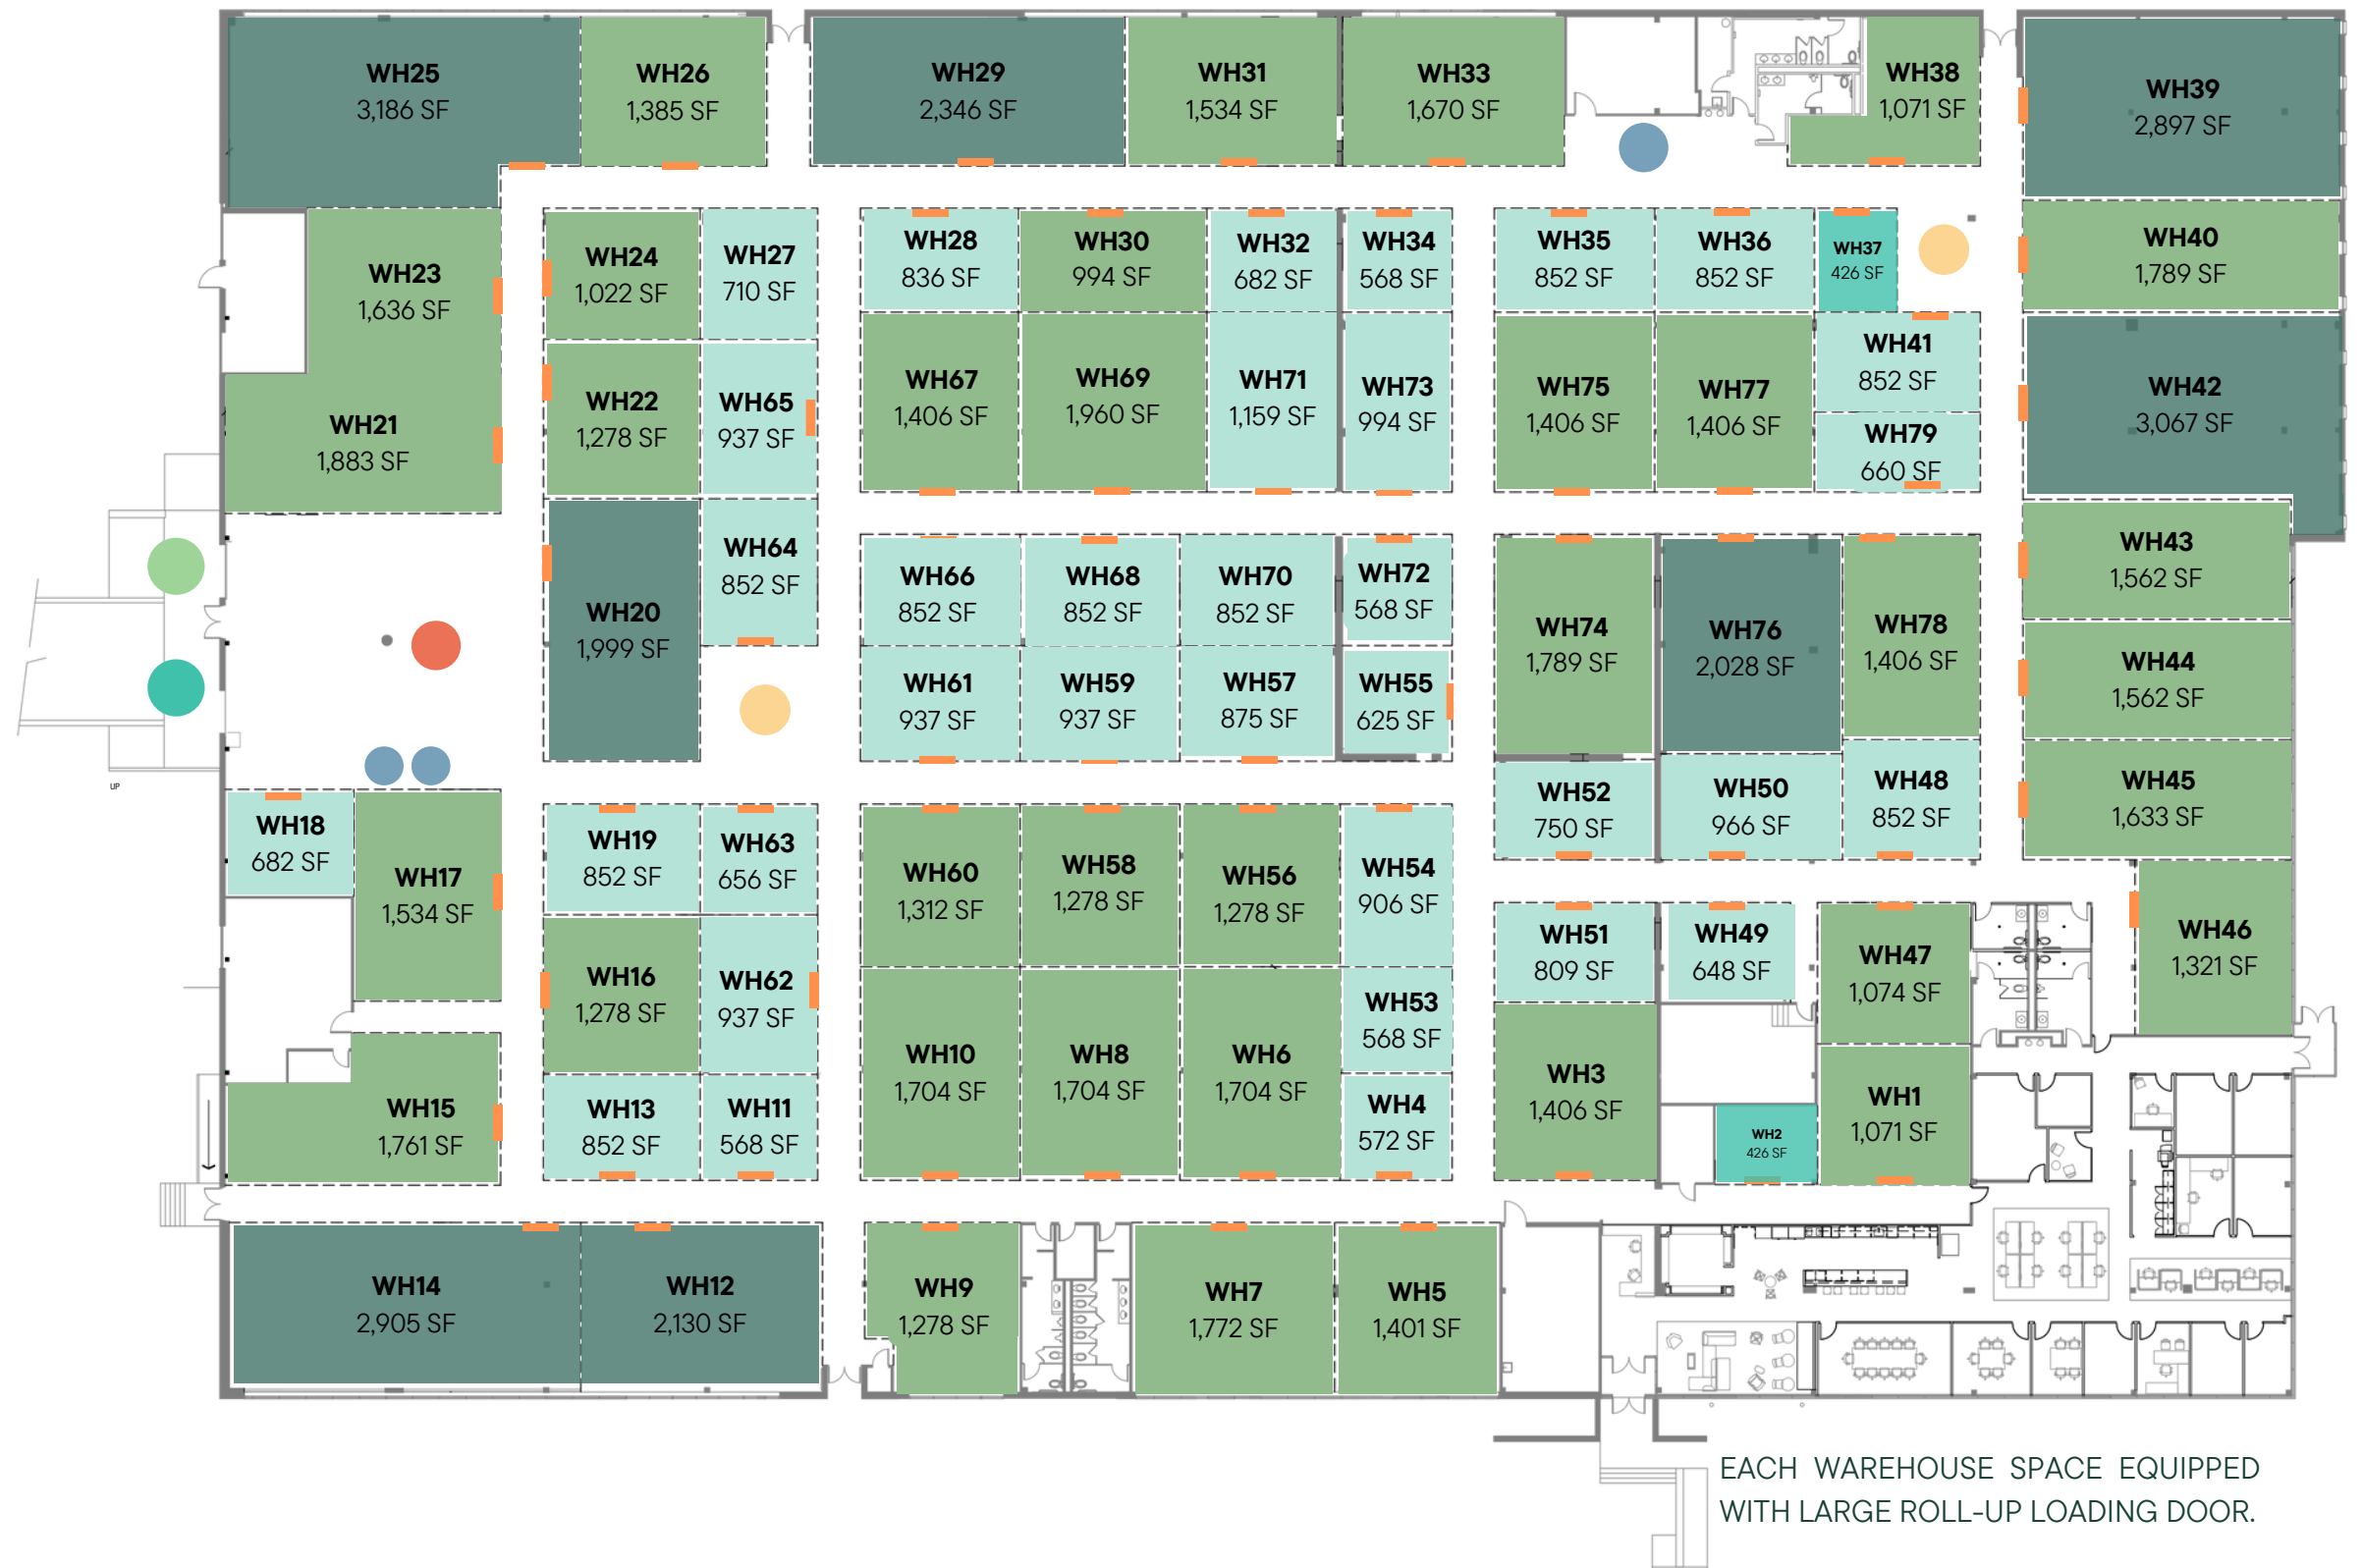 WH25
3,186 SF
WH26
1,385 SF
WH29
2,346 SF
WH31
1,534 SF
WH33
1,670 SF
WH38
1,071 SF
WH39
2,897 SF
WH23
1,636 SF
WH24
1,022 SF
WH27
710 SF
WH28
836 SF
WH30
994 SF
WH32
682 SF
WH34
568 SF
WH35
852 SF
WH36
852 SF
WH37
426 SF
WH40
1,789 SF
WH21
1,883 SF
WH22
1,278 SF
WH65
937 SF
WH67
1,406 SF
WH69
1,960 SF
WH71
1,159 SF
WH73
994 SF
WH75
1,406 SF
WH77
1,406 SF
WH41
852 SF
WH79
660 SF
WH42
3,067 SF
WH20
1,999 SF
WH64
852 SF
WH66
852 SF
WH68
852 SF
WH70
852 SF
WH72
568 SF
WH74
1,789 SF
WH76
2,028 SF
WH78
1,406 SF
WH43
1,562 SF
WH61
937 SF
WH59
937 SF
WH57
875 SF
WH55
625 SF
WH44
1,562 SF
UP
WH18
682 SF
WH17
1,534 SF
WH19
852 SF
WH63
656 SF
WH60
1,312 SF
WH58
1,278 SF
WH56
1,278 SF
WH54
906 SF
WH52
750 SF
WH50
966 SF
WH48
852 SF
WH45
1,633 SF
WH16
1,278 SF
WH62
937 SF
WH10
1,704 SF
WH8
1,704 SF
WH6
1,704 SF
WH53
568 SF
WH51
809 SF
WH49
648 SF
WH47
1,074 SF
WH46
1,321 SF
WH15
1,761 SF
WH13
852 SF
WH11
568 SF
WH4
572 SF
WH3
1,406 SF
WH2
426 SF
WH1
1,071 SF
WH14
2,905 SF
WH12
2,130 SF
WH9
1,278 SF
WH7
1,772 SF
WH5
1,401 SF
EACH WAREHOUSE SPACE EQUIPPED
WITH LARGE ROLL-UP LOADING DOOR.